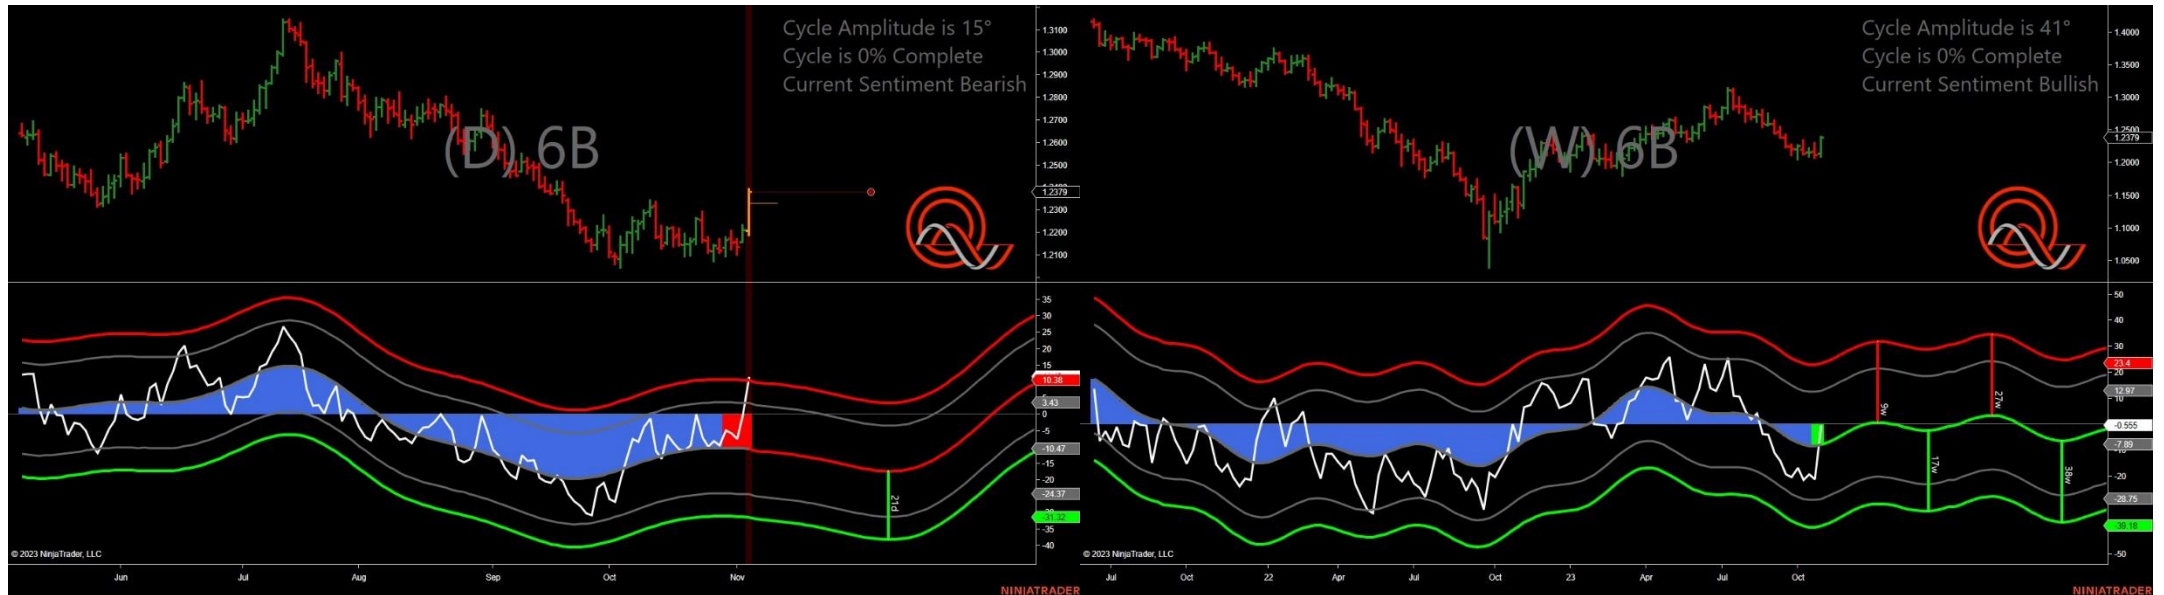 Cycle Amplitude is 15°
Cycle is 0% Complete
Current Sentiment Bearish
(D) 6B
1.3100
1.3000
1.2900
1.2800
1.2700
1.2600
1.2500
1.2379
1.2300
1.2200
1.2100
35
30
25
20
15
10.38
5
3.43
0
-5
-10.47
-15
-20
-24.37
-31.32
-35
-40
21d
© 2023 NinjaTrader, LLC
Jun
Jul
Aug
Sep
Oct
Nov
NINJATRADER
Cycle Amplitude is 41°
Cycle is 0% Complete
Current Sentiment Bullish
(W) 6B
1.4000
1.3500
1.3000
1.2500
1.2379
1.2000
1.1500
1.1000
1.0500
50
40
30
23.4
20
12.97
10
-0.555
-7.89
-10
-20
-28.75
-39.18
-50
9w
17w
27w
38w
© 2023 NinjaTrader, LLC
Jul
Oct
22
Apr
Jul
Oct
23
Apr
Jul
Oct
NINJATRADER